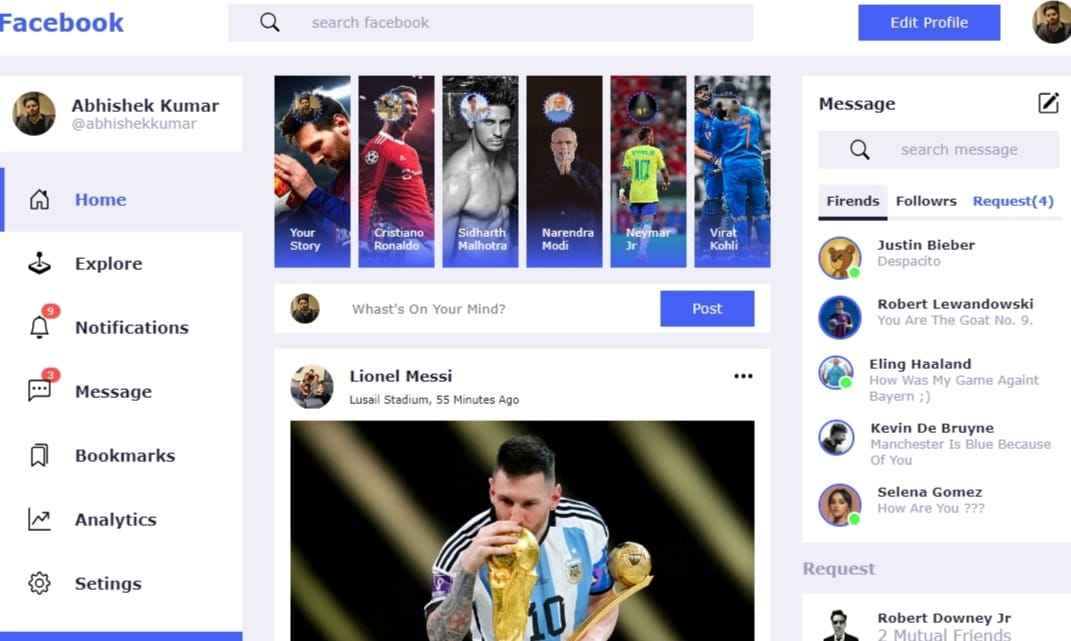 Facebook
search facebook
Edit Profile
Abhishek Kumar
@abhishekkumar
Home
Explore
9
Notifications
3
Message
Bookmarks
Analytics
Setings
Your
Story
Cristiano
Ronaldo
Sidharth
Malhotra
Narendra
Modi
Neymar
Jr
Virat
Kohli
Whast's On Your Mind?
Post
Lionel Messi
Lusail Stadium, 55 Minutes Ago
10
Message
search message
Firends
Followrs
Request(4)
Justin Bieber
Despacito
Robert Lewandowski
You Are The Goat No. 9.
Eling Haaland
How Was My Game Againt
Bayern ;)
Kevin De Bruyne
Manchester Is Blue Because
Of You
Selena Gomez
How Are You ???
Request
Robert Downey Jr
2 Mutual Friends